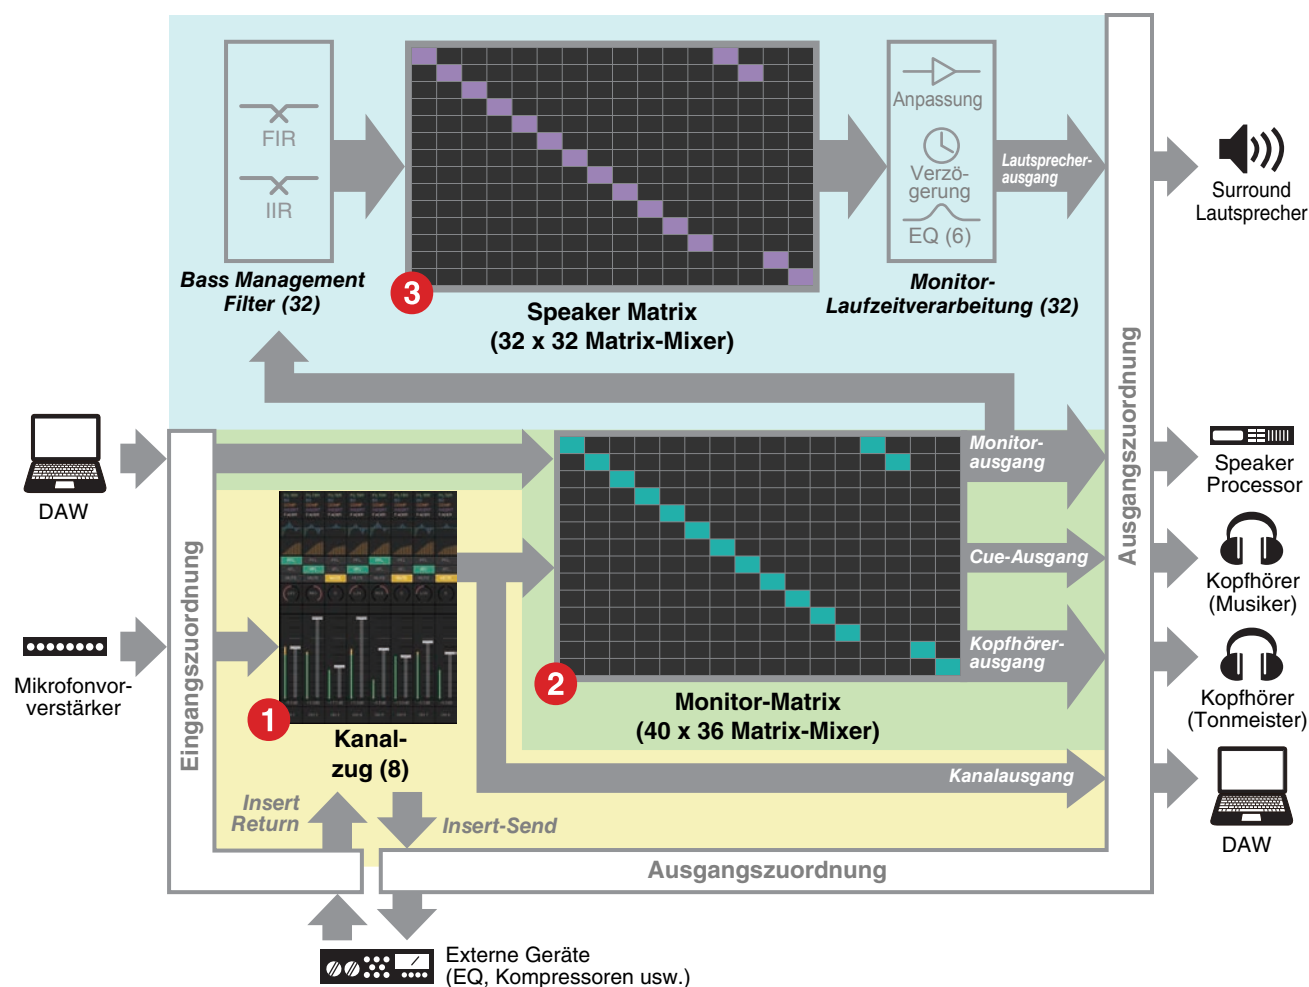 FIR
IIR
Bass Management
Filter (32)
3
Speaker Matrix
(32 x 32 Matrix-Mixer)
Anpassung
Verzö-
gerung
EQ (6)
Monitor-
Laufzeitverarbeitung (32)
Lautsprecher-
ausgang
Ausgangszuordnung
Surround
Lautsprecher
DAW
Mikrofonvor-
verstärker
Eingangszuordnung
1
Kanal-
zug (8)
2
Monitor-Matrix
(40 x 36 Matrix-Mixer)
Monitor-
ausgang
Cue-Ausgang
Kopfhörer-
ausgang
Kanalausgang
Speaker
Processor
Kopfhörer
(Musiker)
Kopfhörer
(Tonmeister)
DAW
Insert
Return
Insert-Send
Ausgangszuordnung
Externe Geräte
(EQ, Kompressoren usw.)